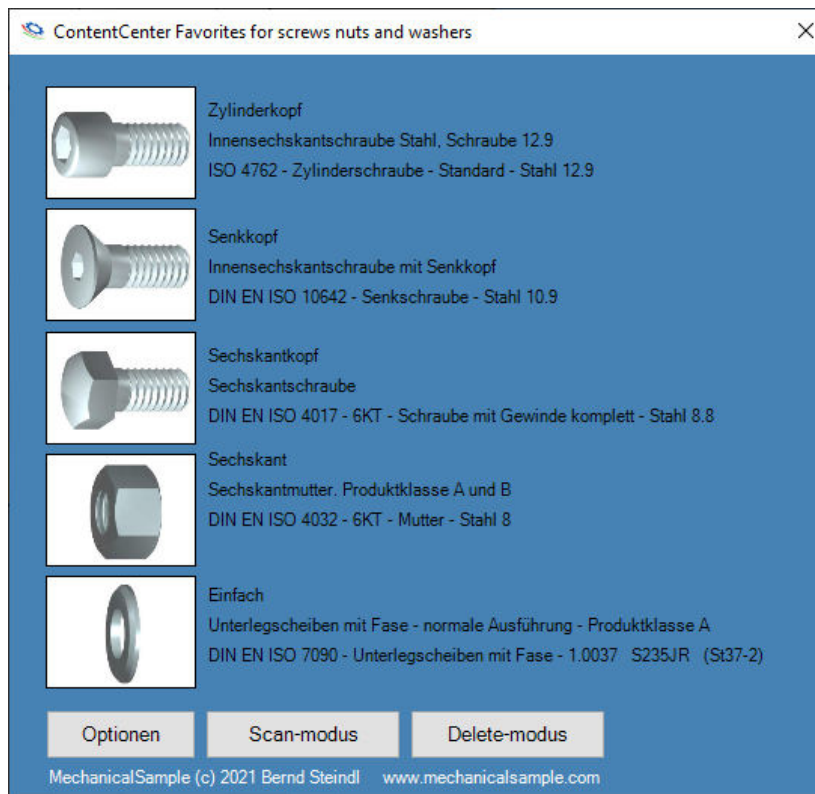 ContentCenter Favorites for screws nuts and washers
Zylinderkopf
Innensechskantschraube Stahl, Schraube 12.9
ISO 4762 - Zylinderschraube - Standard - Stahl 12.9
Senkkopf
Innensechskantschraube mit Senkkopf
DIN EN ISO 10642 - Senkschraube - Stahl 10.9
Sechskantkopf
Sechskantschraube
DIN EN ISO 4017 - 6KT - Schraube mit Gewinde komplett - Stahl 8.8
Sechskant
Sechskantmutter. Produktklasse A und B
DIN EN ISO 4032 - 6KT - Mutter - Stahl 8
Einfach
Unterlegscheiben mit Fase - normale Ausführung - Produktklasse A
DIN EN ISO 7090 - Unterlegscheiben mit Fase - 1.0037 S235JR (St37-2)
Optionen Scan-modus Delete-modus
MechanicalSample (c) 2021 Bernd Steindl www.mechanicalsample.com